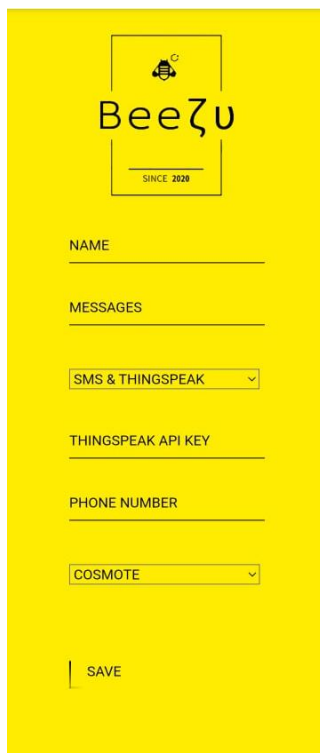 Beeζυ
SINCE 2020
NAME
MESSAGES
SMS & THINGSPEAK
THINGSPEAK API KEY
PHONE NUMBER
COSMOTE
SAVE